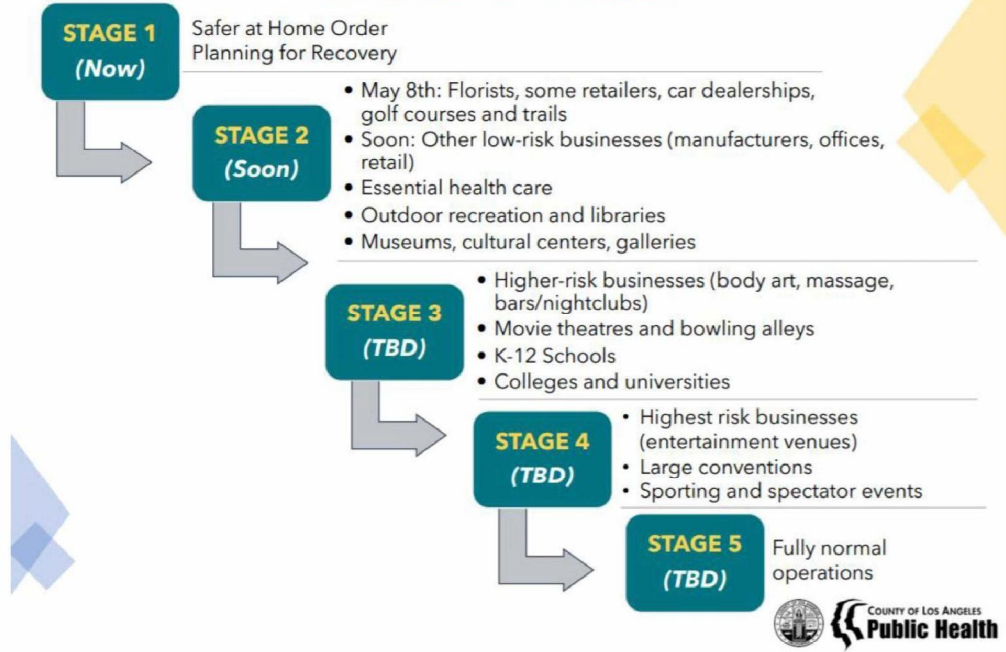 STAGE 1
(Now)
Safer at Home Order
Planning for Recovery
STAGE 2
(Soon)
• May 8th: Florists, some retailers, car dealerships,
golf courses and trails
• Soon: Other low-risk businesses (manufacturers, offices,
retail)
• Essential health care
• Outdoor recreation and libraries
• Museums, cultural centers, galleries
STAGE 3
(TBD)
• Higher-risk businesses (body art, massage,
bars/nightclubs)
• Movie theatres and bowling alleys
• K-12 Schools
• Colleges and universities
STAGE 4
(TBD)
• Highest risk businesses
(entertainment venues)
• Large conventions
• Sporting and spectator events
STAGE 5
(TBD)
Fully normal
operations
COUNTY OF LOS ANGELES
Public Health